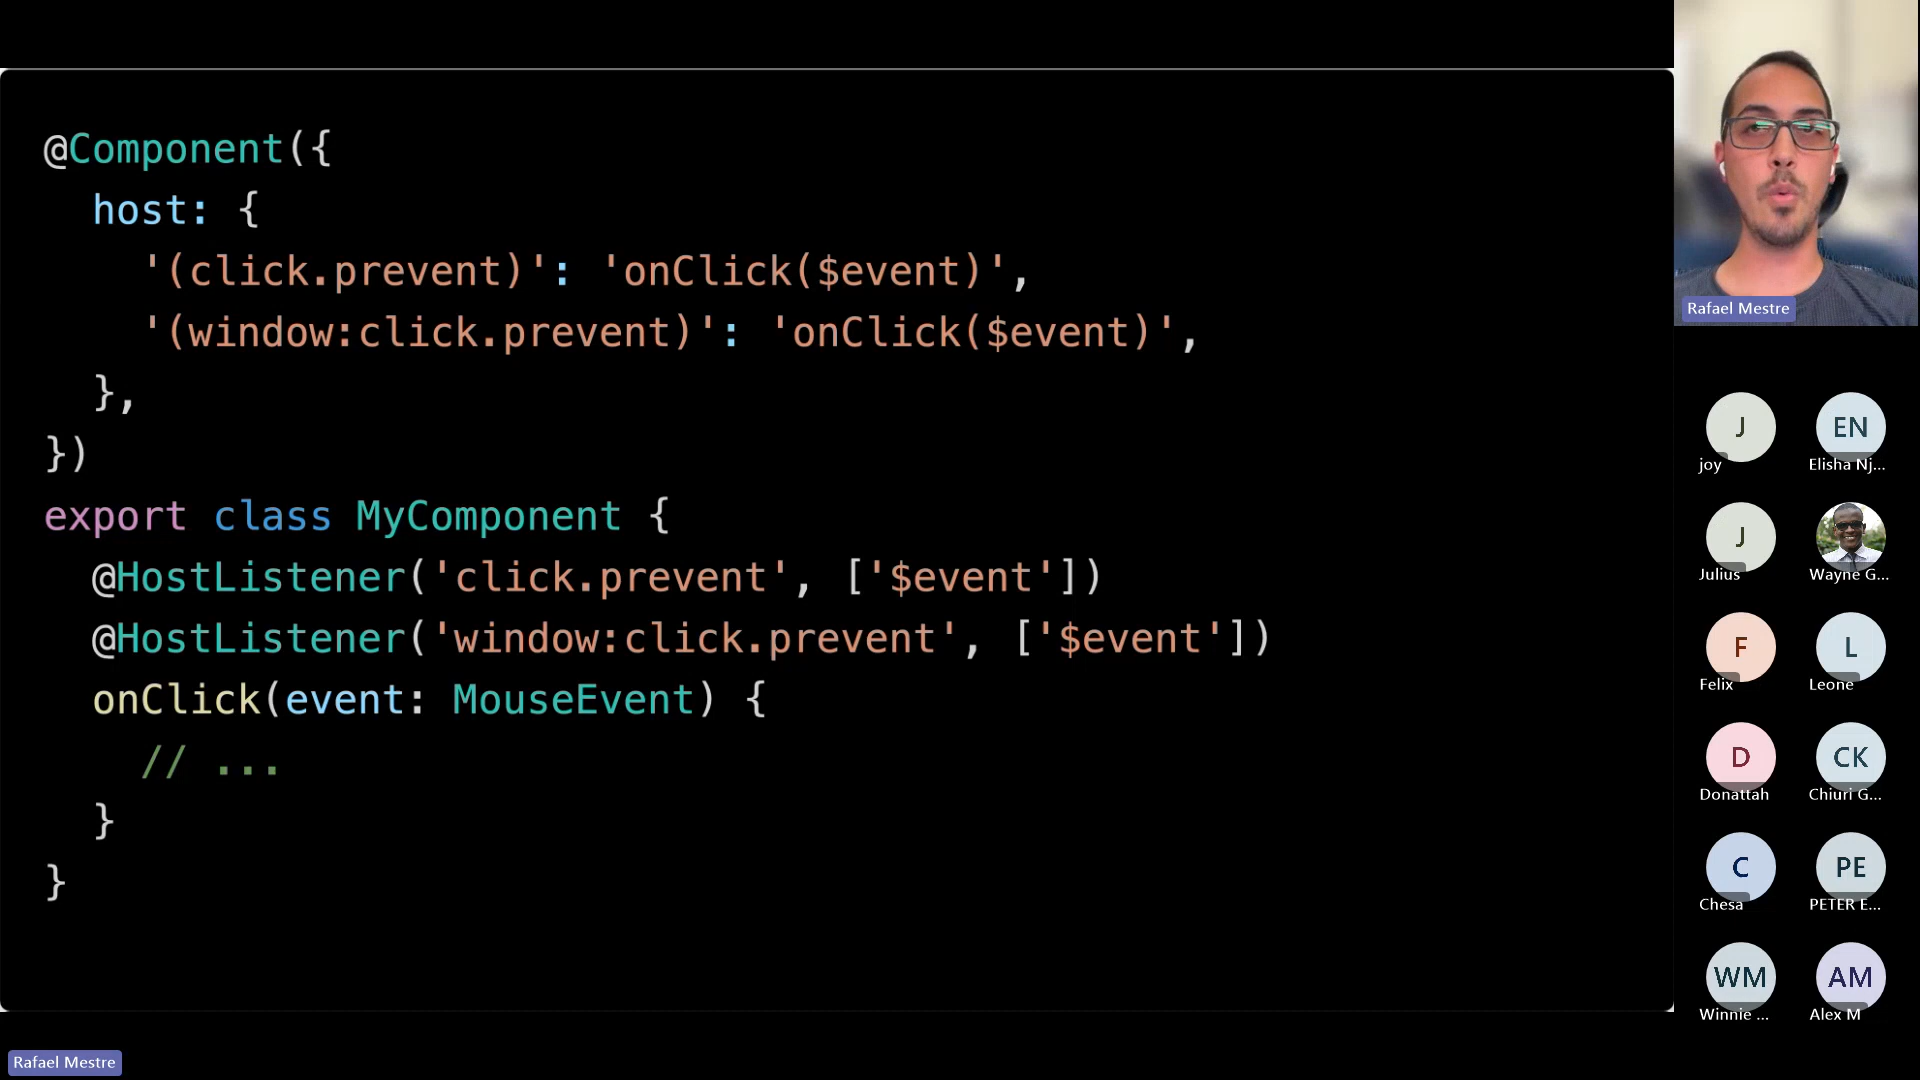 @Component({
host: {
'(click.prevent)': 'onClick($event)',
'(window:click.prevent)': 'onClick($event)',
},
})
export class MyComponent {
@HostListener('click.prevent', ['$event'])
@HostListener('window:click.prevent', ['$event'])
onClick(event: MouseEvent) {
// ...
}
}
Rafael Mestre
J
joy
EN
Elisha Nj...
J
Julius
Wayne G...
F
Felix
L
Leone
D
Donattah
CK
Chiuri G...
C
Chesa
PE
PETER E...
WM
Winnie ...
AM
Alex M
Rafael Mestre